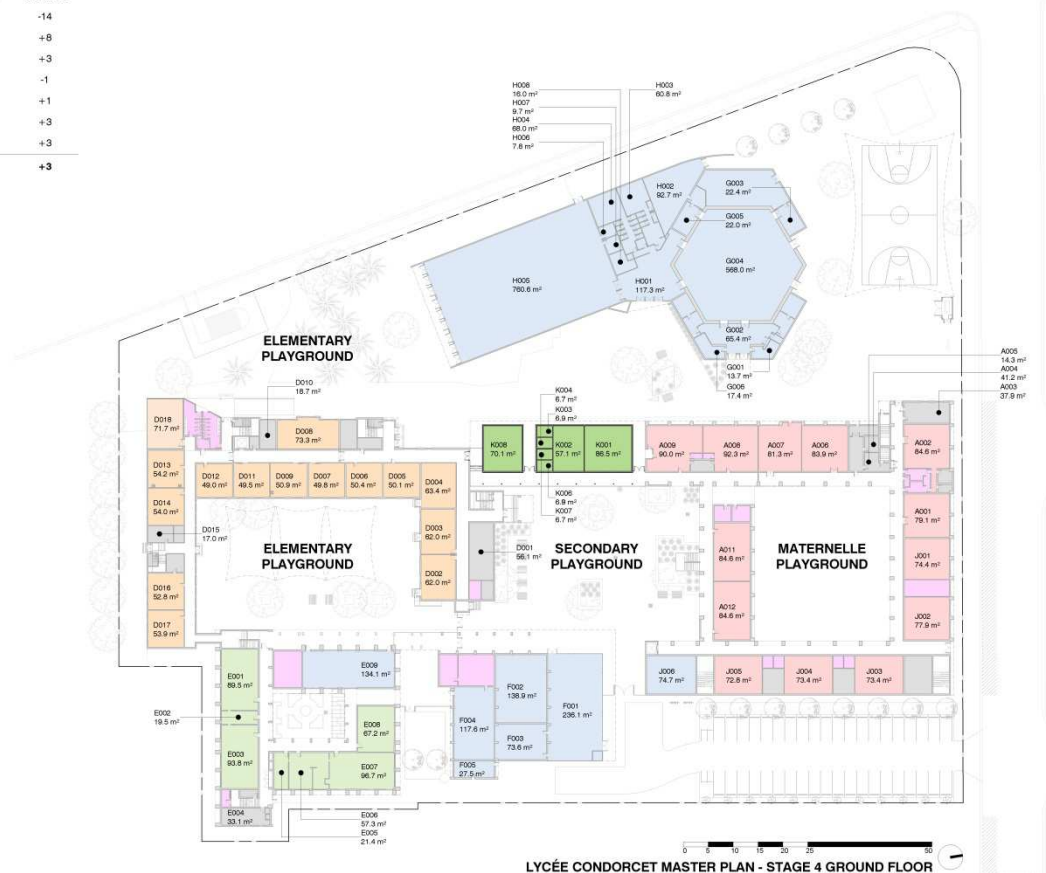 -14
+8
+3
-1
+1
+3
+3
+3
H008
16.0 m²
H007
9.7 m²
H004
68.0 m²
H006
7.8 m²
H003
60.8 m²
H002
92.7 m²
G003
22.4 m²
G005
22.0 m²
G004
568.0 m²
H005
760.6 m²
H001
117.3 m²
G002
65.4 m²
G001
13.7 m²
G006
17.4 m²
A005
14.3 m²
A004
41.2 m²
A003
37.9 m²
ELEMENTARY
PLAYGROUND
D010
18.7 m²
K004
6.7 m²
K003
6.9 m²
D018
71.7 m²
D008
73.3 m²
K008
70.1 m²
K002
57.1 m²
K001
86.5 m²
A009
90.0 m²
A008
92.3 m²
A007
81.3 m²
A006
83.9 m²
A002
84.6 m²
D013
54.2 m²
D012
49.0 m²
D011
49.5 m²
D009
50.9 m²
D007
49.8 m²
D006
50.4 m²
D005
50.1 m²
D004
63.4 m²
K006
6.9 m²
K007
6.7 m²
D014
54.0 m²
D015
17.0 m²
D003
62.0 m²
D001
56.1 m²
A001
79.1 m²
ELEMENTARY
PLAYGROUND
SECONDARY
PLAYGROUND
MATERNELLE
PLAYGROUND
A011
84.6 m²
J001
74.4 m²
D016
52.8 m²
D002
62.0 m²
A012
84.6 m²
J002
77.9 m²
D017
53.9 m²
E001
89.5 m²
E009
134.1 m²
J006
74.7 m²
J005
72.8 m²
J004
73.4 m²
J003
73.4 m²
E002
19.5 m²
E008
67.2 m²
F002
138.9 m²
F001
236.1 m²
F004
117.6 m²
F003
73.6 m²
E003
93.8 m²
E007
96.7 m²
F005
27.5 m²
E004
33.1 m²
E006
57.3 m²
E005
21.4 m²
0 5 10 15 20 25 50
LYCÉE CONDORCET MASTER PLAN - STAGE 4 GROUND FLOOR